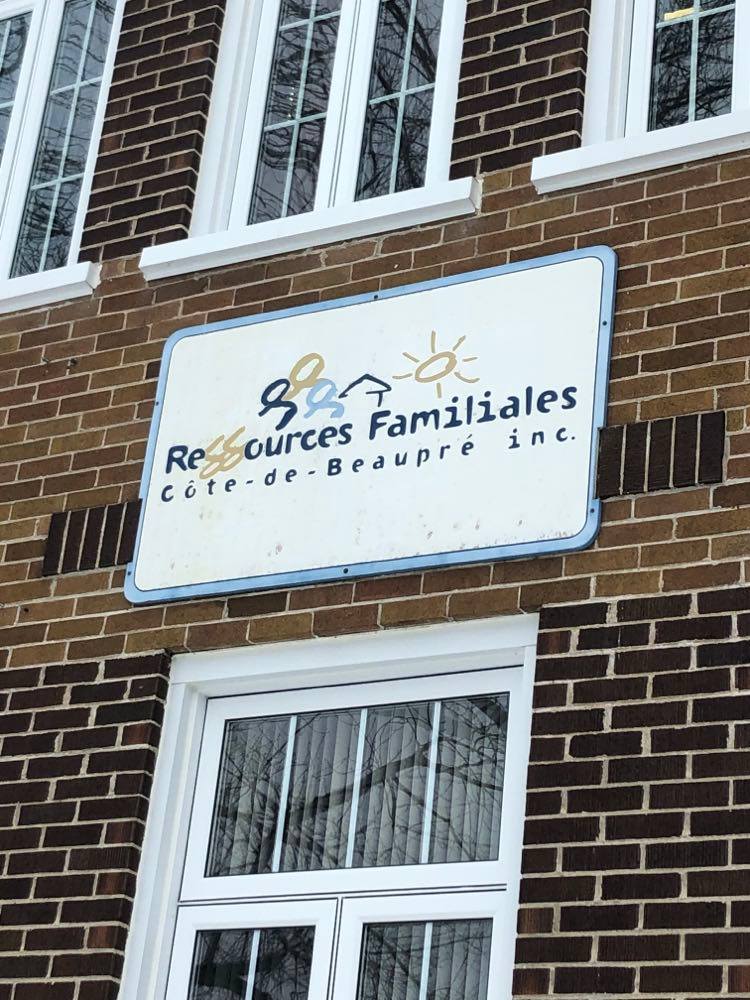 Ressources Familiales
Côte-de-Beaupré inc.